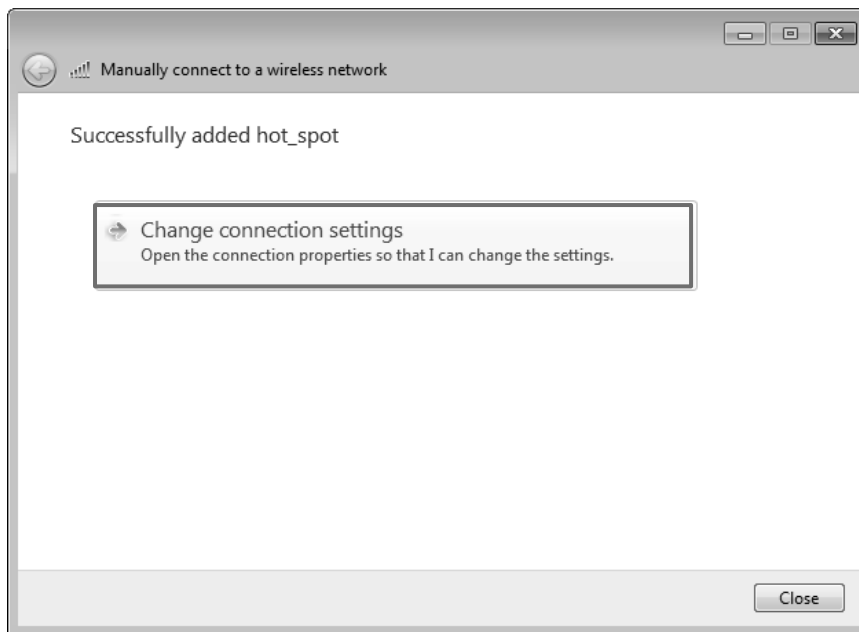 Manually connect to a wireless network
Successfully added hot_spot
Change connection settings
Open the connection properties so that I can change the settings.
Close